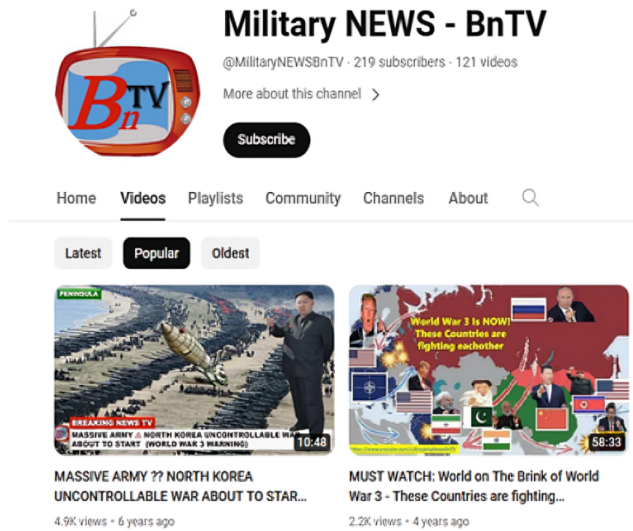 Military NEWS - BnTV
@MilitaryNEWSBnTV · 219 subscribers · 121 videos
More about this channel
Subscribe
Bn TV
Home Videos Playlists Community Channels About
Latest Popular Oldest
PENINSULA
BREAKING NEWS TV
MASSIVE ARMY NORTH KOREA UNCONTROLLABLE
ABOUT TO START (WORLD WAR 3 WARNING)
10:48
World War 3 Is NOW!
These Countries are
fighting eachother
58:33
MASSIVE ARMY ?? NORTH KOREA
UNCONTROLLABLE WAR ABOUT TO STAR...
4.9K views • 6 years ago
MUST WATCH: World on The Brink of World
War 3 - These Countries are fighting...
2.2K views • 4 years ago